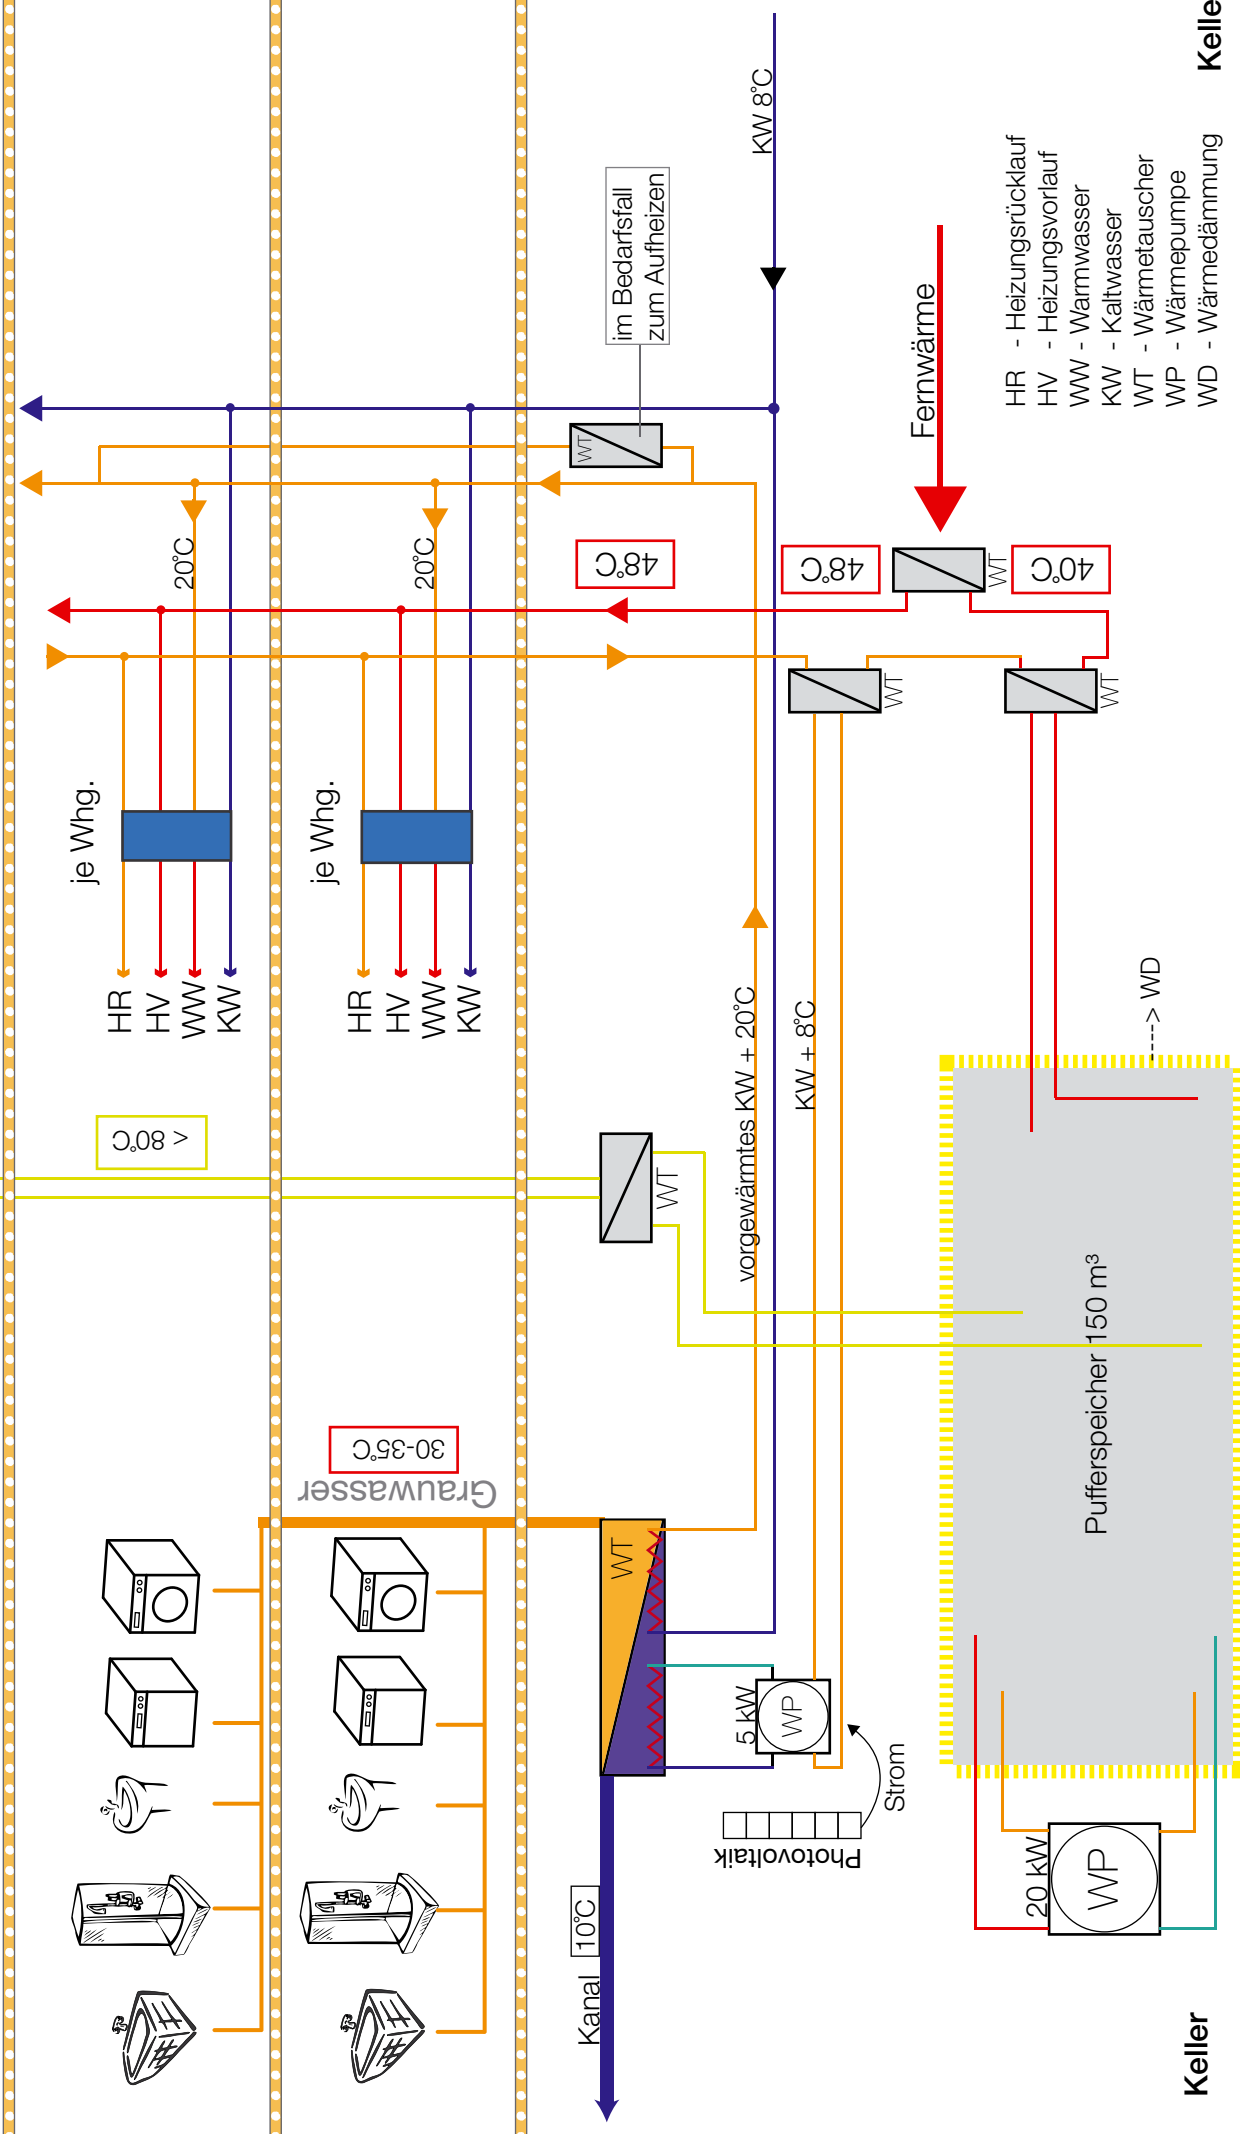 je Whg.
HR
HV
WW
KW
20°C
je Whg.
HR
HV
WW
KW
20°C
< 80°C
30-35°C
Grauwasser
48°C
im Bedarfsfall
zum Aufheizen
WT
KW 8°C
WT
WT
Kanal
10°C
vorgewärmtes KW + 20°C
KW + 8°C
5 kW
WP
Strom
Photovoltaik
48°C
WT
40°C
Fernwärme
WT
WT
Pufferspeicher 150 m³
---> WD
20 kW
WP
HR - Heizungsrücklauf
HV - Heizungsvorlauf
WW - Warmwasser
KW - Kaltwasser
WT - Wärmetauscher
WP - Wärmepumpe
WD - Wärmedämmung
Keller
Kelle